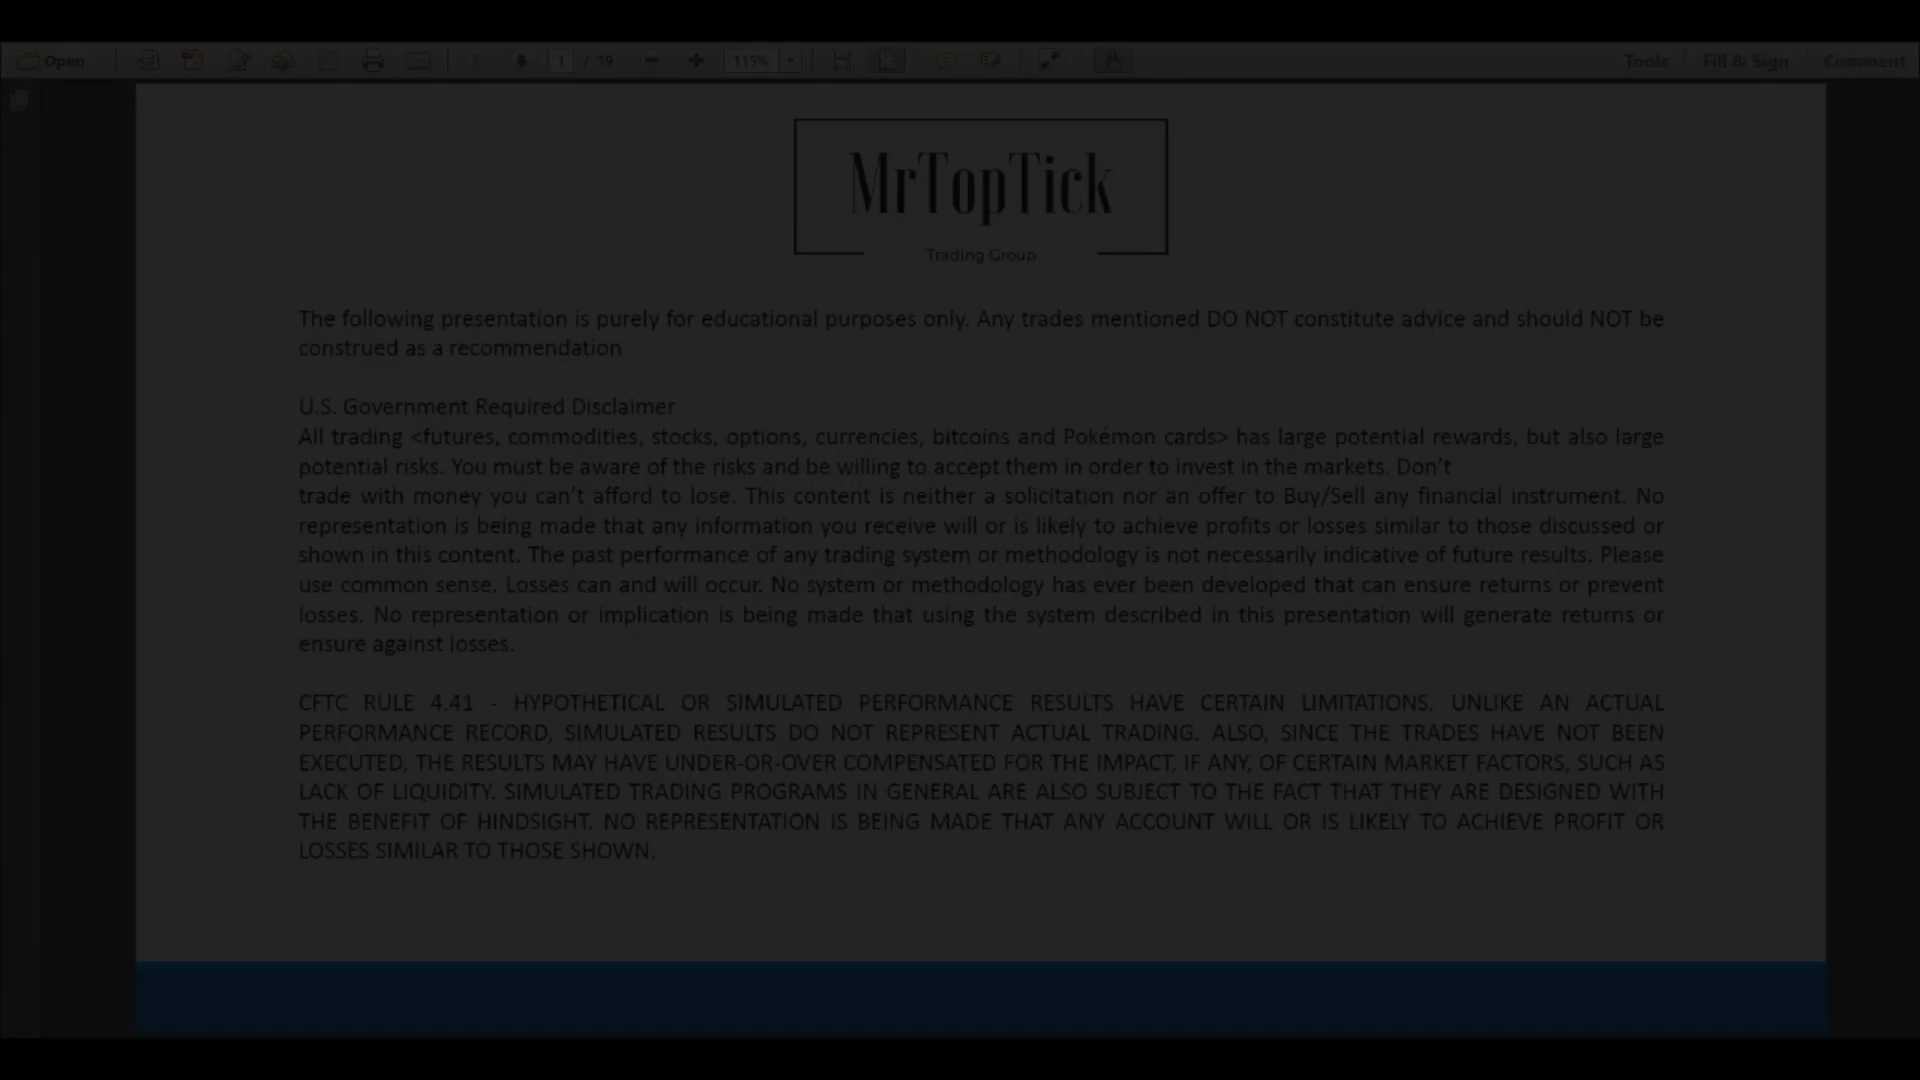 Open
1 / 19
115%
Tools
Fill & Sign
Comment
MrTopTick
Trading Group
The following presentation is purely for educational purposes only. Any trades mentioned DO NOT constitute advice and should NOT be
construed as a recommendation
U.S. Government Required Disclaimer
All trading <futures, commodities, stocks, options, currencies, bitcoins and Pokémon cards> has large potential rewards, but also large
potential risks. You must be aware of the risks and be willing to accept them in order to invest in the markets. Don’t
trade with money you can’t afford to lose. This content is neither a solicitation nor an offer to Buy/Sell any financial instrument. No
representation is being made that any information you receive will or is likely to achieve profits or losses similar to those discussed or
shown in this content. The past performance of any trading system or methodology is not necessarily indicative of future results. Please
use common sense. Losses can and will occur. No system or methodology has ever been developed that can ensure returns or prevent
losses. No representation or implication is being made that using the system described in this presentation will generate returns or
ensure against losses.
CFTC RULE 4.41 - HYPOTHETICAL OR SIMULATED PERFORMANCE RESULTS HAVE CERTAIN LIMITATIONS. UNLIKE AN ACTUAL
PERFORMANCE RECORD, SIMULATED RESULTS DO NOT REPRESENT ACTUAL TRADING. ALSO, SINCE THE TRADES HAVE NOT BEEN
EXECUTED, THE RESULTS MAY HAVE UNDER-OR-OVER COMPENSATED FOR THE IMPACT, IF ANY, OF CERTAIN MARKET FACTORS, SUCH AS
LACK OF LIQUIDITY. SIMULATED TRADING PROGRAMS IN GENERAL ARE ALSO SUBJECT TO THE FACT THAT THEY ARE DESIGNED WITH
THE BENEFIT OF HINDSIGHT. NO REPRESENTATION IS BEING MADE THAT ANY ACCOUNT WILL OR IS LIKELY TO ACHIEVE PROFIT OR
LOSSES SIMILAR TO THOSE SHOWN.